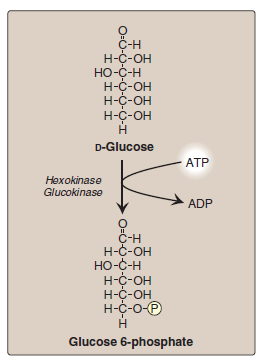 O
C-H
H-C-OH
HO-C-H
H-C-OH
H-C-OH
H-C-OH
H
D-Glucose
ATP
Hexokinase
Glucokinase
ADP
O
C-H
H-C-OH
HO-C-H
H-C-OH
H-C-OH
H-C-O-P
H
Glucose 6-phosphate